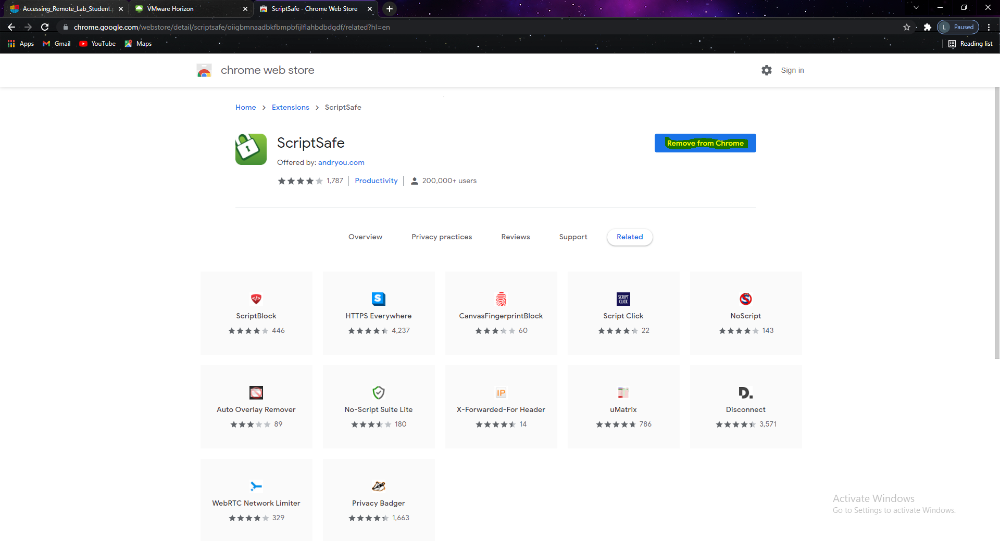 Accessing_Remote_Lab_Student.p
VMware Horizon
ScriptSafe - Chrome Web Store
chrome.google.com/webstore/detail/scriptsafe/oiigbmnaadbkfbmpbfijlflahbdbdgdf/related?hl=en
L Paused
Apps
Gmail
YouTube
Maps
Reading list
chrome web store
Sign in
Home > Extensions > ScriptSafe
ScriptSafe
Remove from Chrome
Offered by: andryou.com
1,787
Productivity
200,000+ users
Overview
Privacy practices
Reviews
Support
Related
ScriptBlock
446
S
HTTPS Everywhere
4,237
CanvasFingerprintBlock
60
SCRIPT
CLICK
Script Click
22
S
NoScript
143
Auto Overlay Remover
89
No-Script Suite Lite
180
IP
X-Forwarded-For Header
14
uMatrix
786
D.
Disconnect
3,571
WebRTC Network Limiter
329
Privacy Badger
1,663
Activate Windows
Go to Settings to activate Windows.